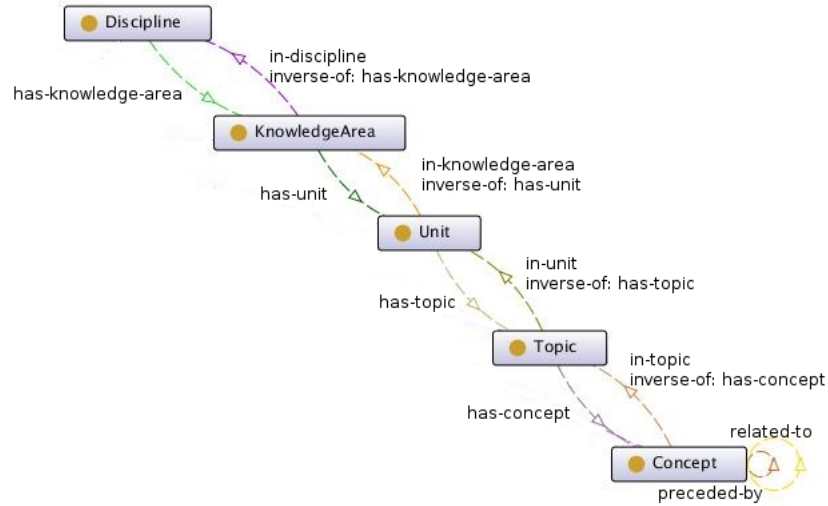 Discipline
in-discipline
inverse-of: has-knowledge-area
has-knowledge-area
KnowledgeArea
in-knowledge-area
inverse-of: has-unit
has-unit
Unit
in-unit
inverse-of: has-topic
has-topic
Topic
in-topic
inverse-of: has-concept
has-concept
related-to
Concept
preceded-by